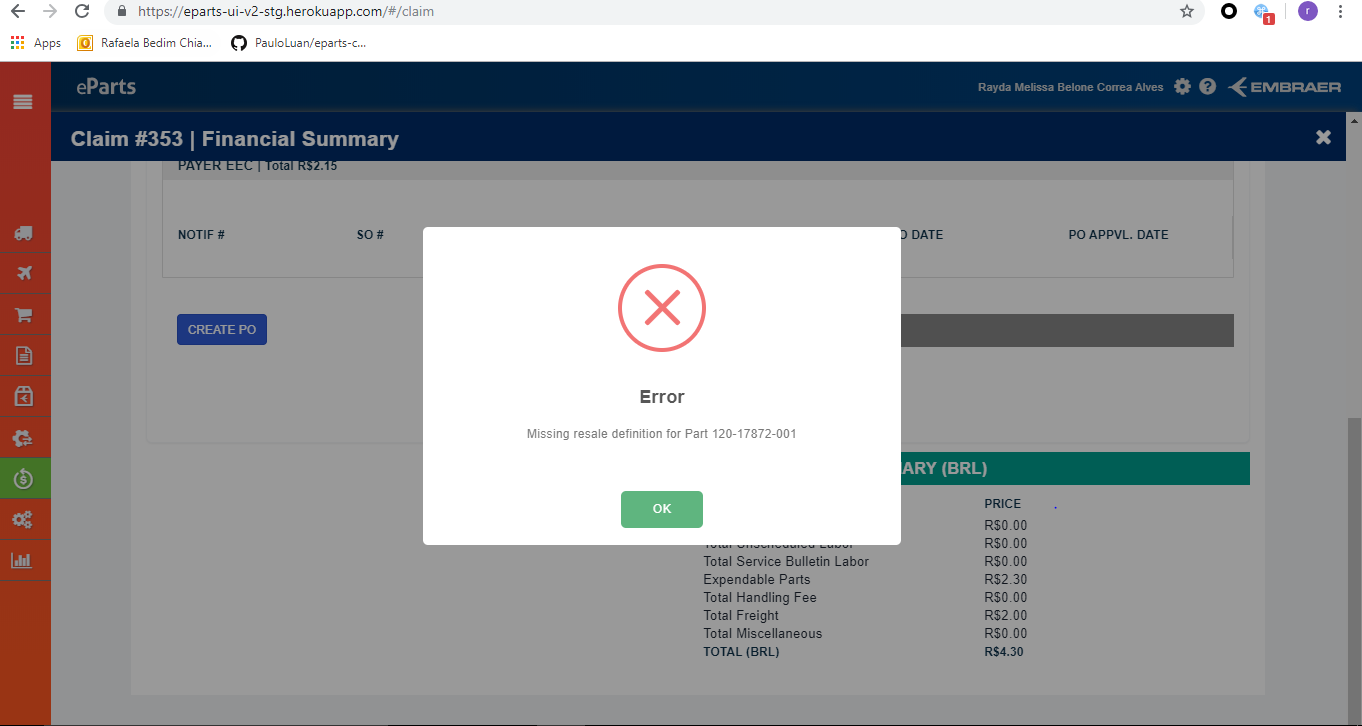 https://eparts-ui-v2-stg.herokuapp.com/#/claim
1
r
Apps
Rafaela Bedim Chia...
PauloLuan/eparts-c...
eParts
Rayda Melissa Belone Correa Alves
EMBRAER
Claim #353 | Financial Summary
PAYER EEC | Total R$2.15
NOTIF # SO # DATE PO APPVL. DATE
CREATE PO
Error
Missing resale definition for Part 120-17872-001
OK
ARY (BRL)
PRICE .
R$0.00
Total Unscheduled Labor R$0.00
Total Service Bulletin Labor R$0.00
Expendable Parts R$2.30
Total Handling Fee R$0.00
Total Freight R$2.00
Total Miscellaneous R$0.00
TOTAL (BRL) R$4.30